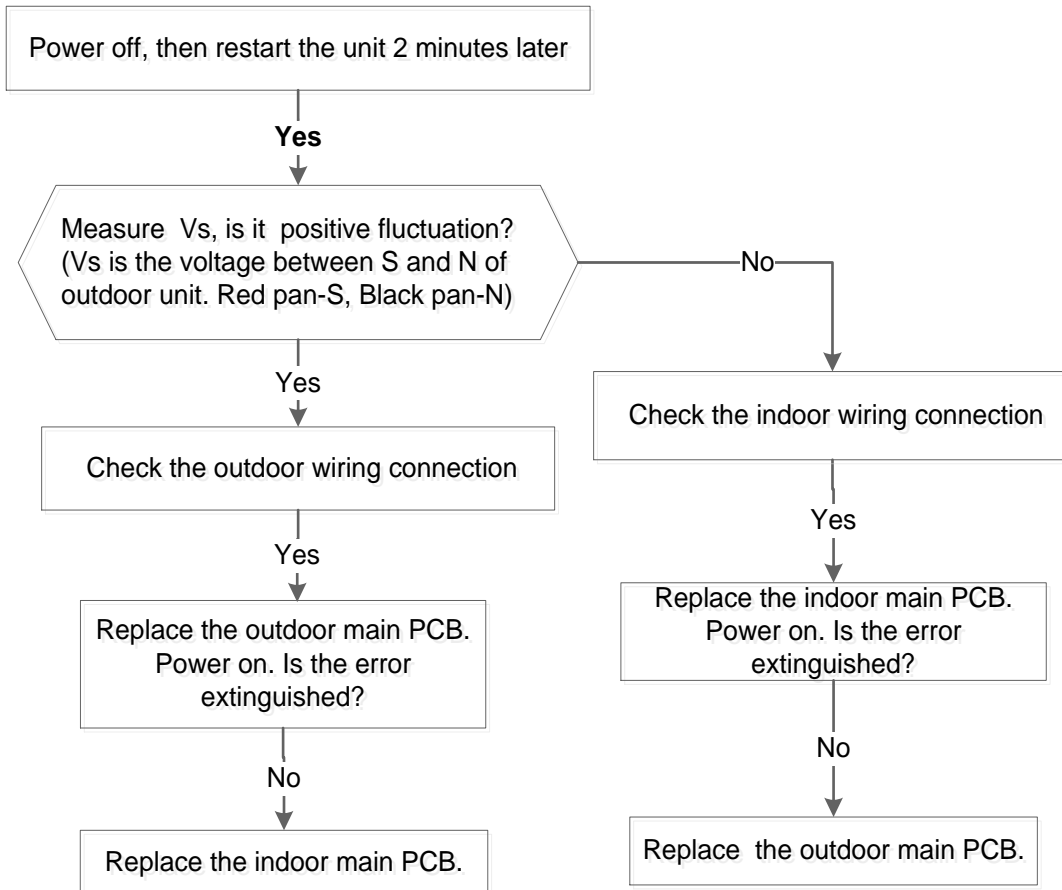 Power off, then restart the unit 2 minutes later
Yes
Measure Vs, is it positive fluctuation?
(Vs is the voltage between S and N of
outdoor unit. Red pan-S, Black pan-N)
No
Yes
Check the indoor wiring connection
Check the outdoor wiring connection
Yes
Yes
Replace the indoor main PCB.
Power on. Is the error
extinguished?
Replace the outdoor main PCB.
Power on. Is the error
extinguished?
No
No
Replace the outdoor main PCB.
Replace the indoor main PCB.